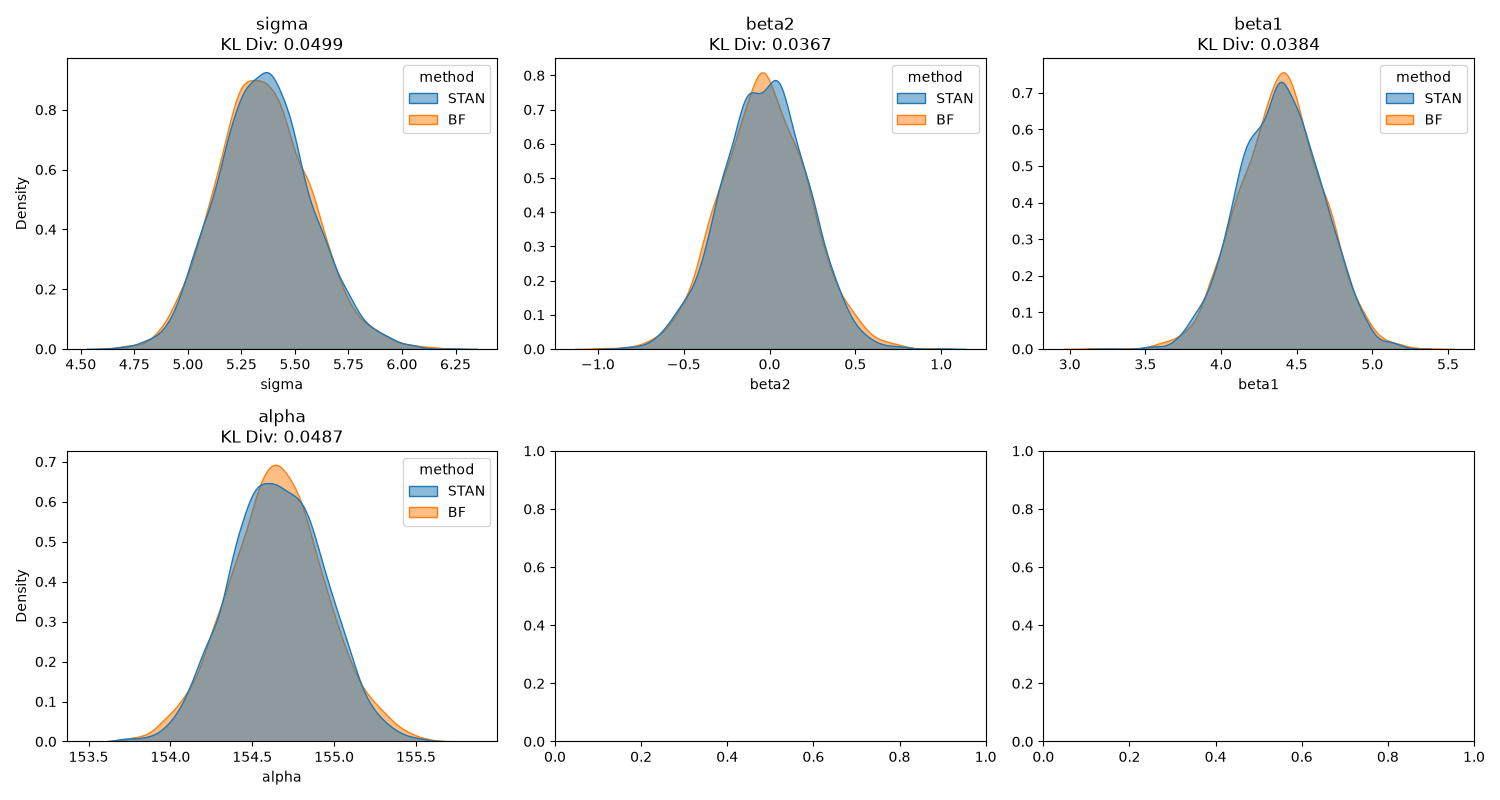 sigma
KL Div: 0.0499
method
STAN
BF
Density
0.8
0.6
0.4
0.2
0.0
4.50 4.75 5.00 5.25 5.50 5.75 6.00 6.25
sigma
beta2
KL Div: 0.0367
method
STAN
BF
0.8
0.7
0.6
0.5
0.4
0.3
0.2
0.1
0.0
−1.0 −0.5 0.0 0.5 1.0
beta2
beta1
KL Div: 0.0384
method
STAN
BF
0.7
0.6
0.5
0.4
0.3
0.2
0.1
0.0
3.0 3.5 4.0 4.5 5.0 5.5
beta1
alpha
KL Div: 0.0487
method
STAN
BF
Density
0.7
0.6
0.5
0.4
0.3
0.2
0.1
0.0
153.5 154.0 154.5 155.0 155.5
alpha
1.0
0.8
0.6
0.4
0.2
0.0
0.0 0.2 0.4 0.6 0.8 1.0
1.0
0.8
0.6
0.4
0.2
0.0
0.0 0.2 0.4 0.6 0.8 1.0